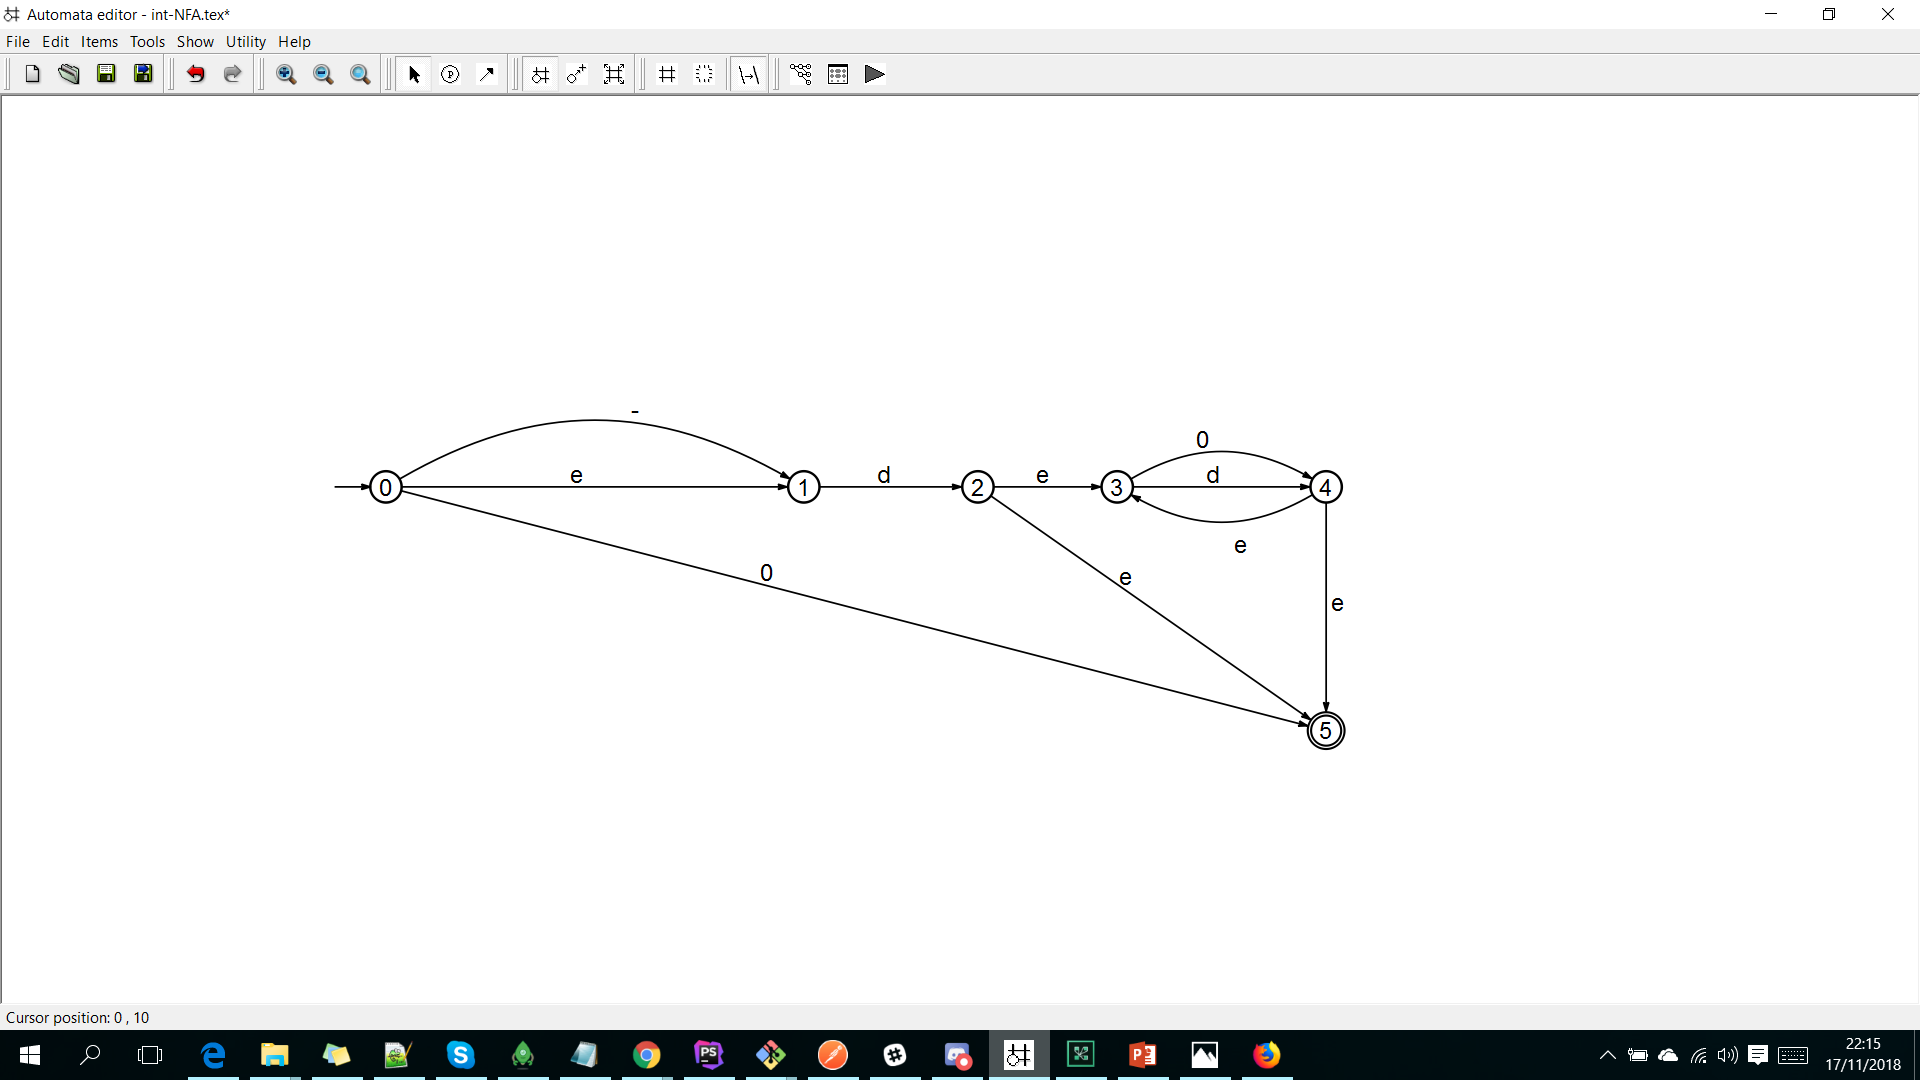 Automata editor - int-NFA.tex*
File Edit Items Tools Show Utility Help
P
-
0
0 e 1 d 2 e 3 d 4
e
0
e
e
5
Cursor position: 0 , 10
22:15
17/11/2018